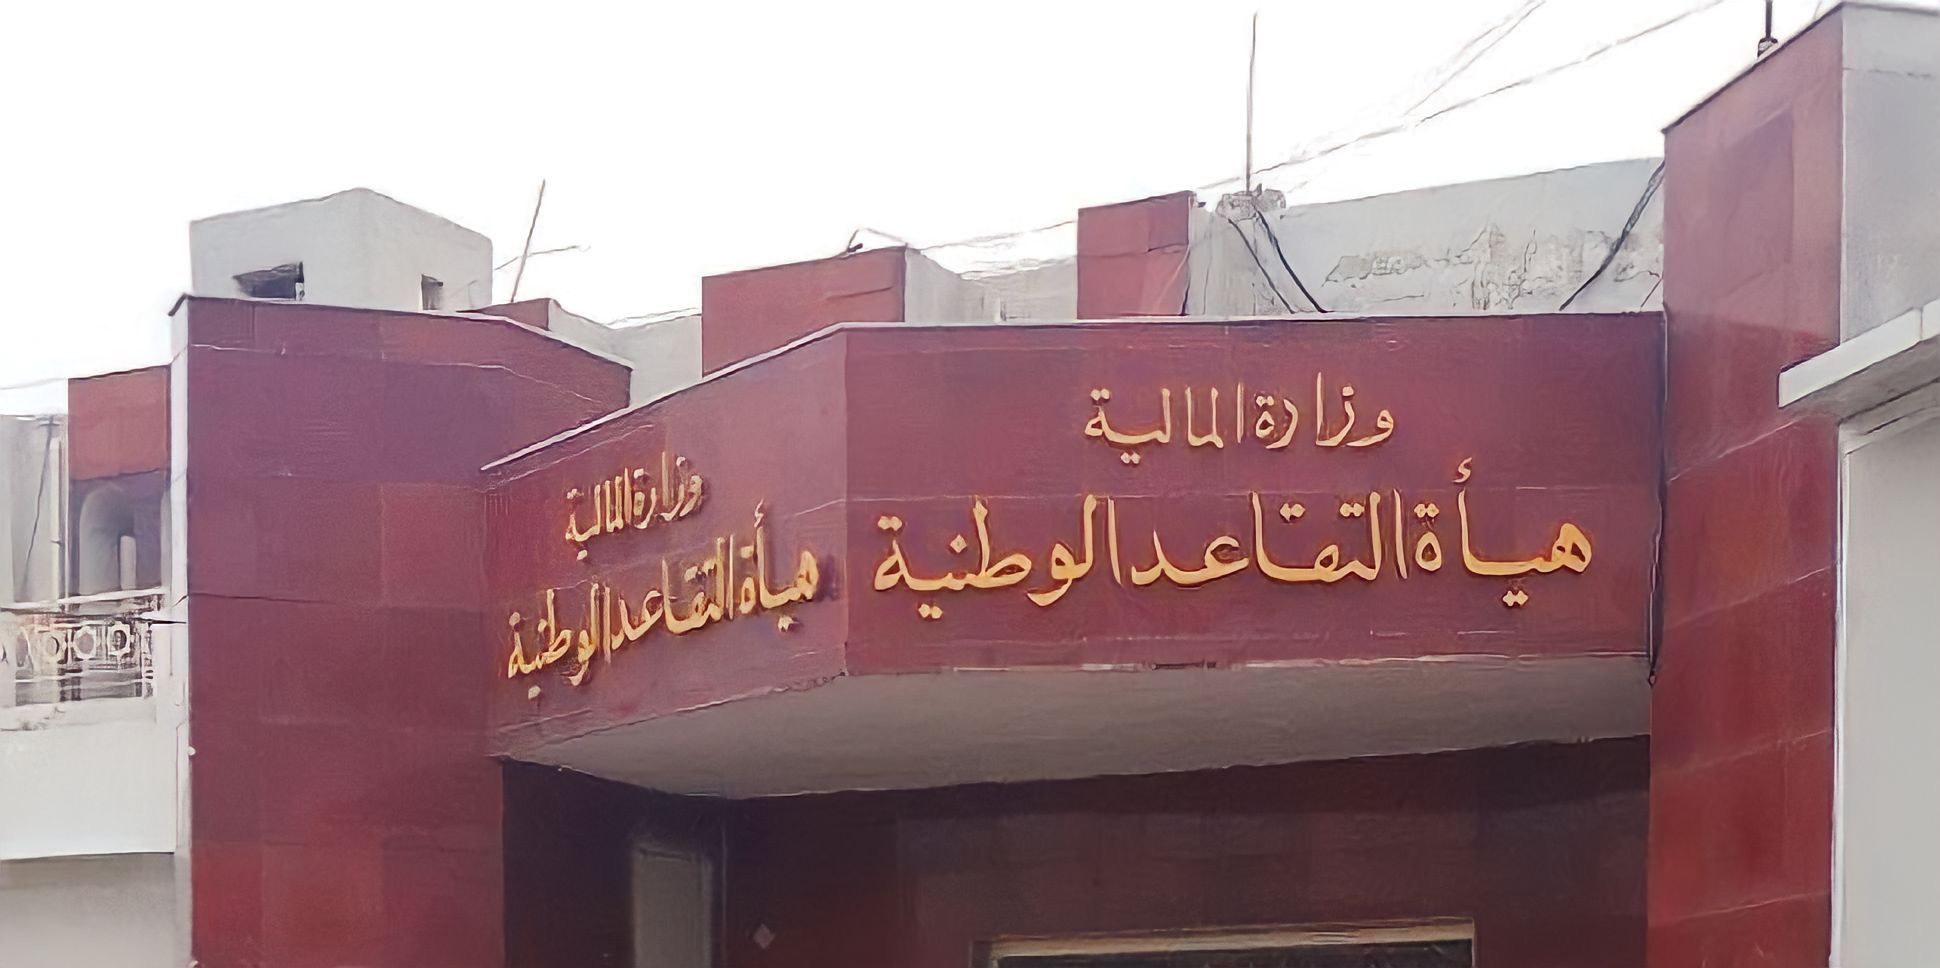 وزارة المالية
هيأة التقاعد الوطنية
وزارة المالية
هيأة التقاعد الوطنية